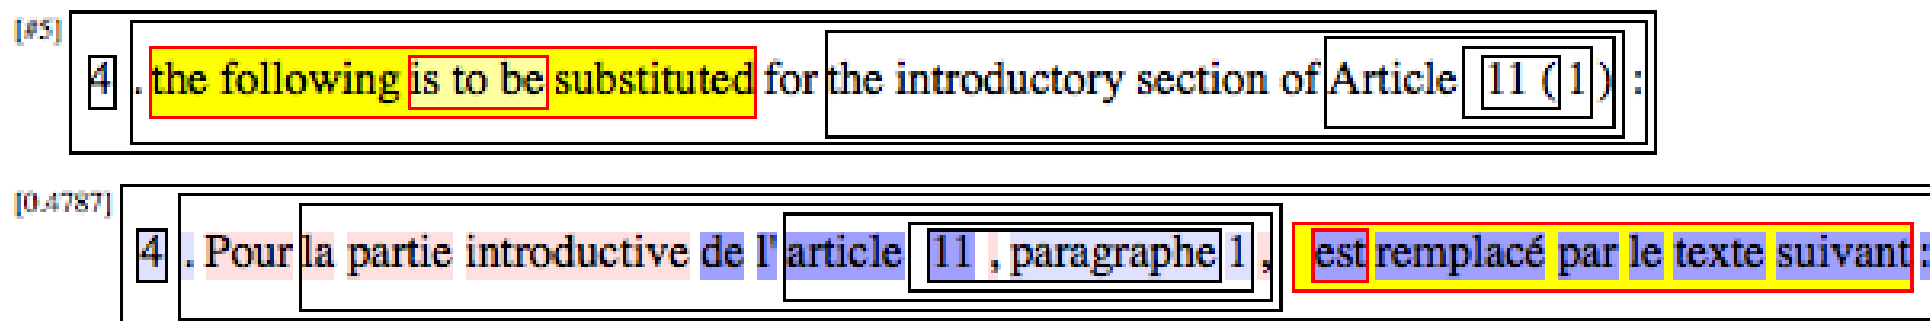 [#5] 4 . the following is to be substituted for the introductory section of Article 11 ( 1 ) :
[0.4787] 4 . Pour la partie introductive de l' article 11 , paragraphe 1 , est remplacé par le texte suivant :